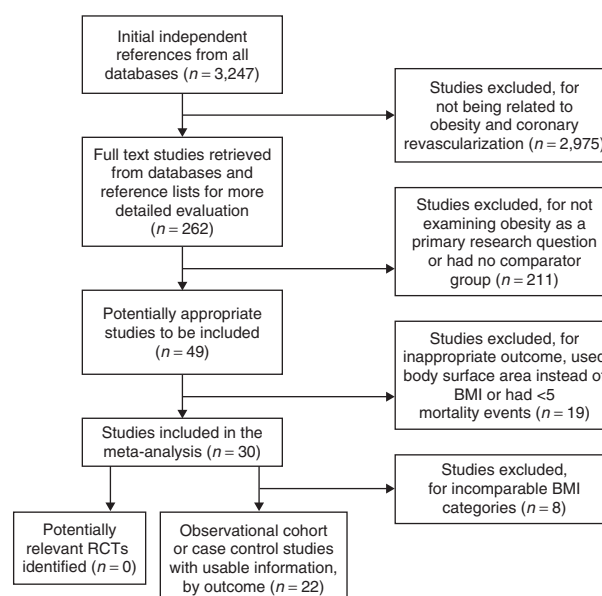 Initial independent
references from all
databases (n = 3,247)
Studies excluded, for
not being related to
obesity and coronary
revascularization (n = 2,975)
Full text studies retrieved
from databases and
reference lists for more
detailed evaluation
(n = 262)
Studies excluded, for not
examining obesity as a
primary research question
or had no comparator
group (n = 211)
Potentially appropriate
studies to be included
(n = 49)
Studies excluded, for
inappropriate outcome, used
body surface area instead of
BMI or had <5
mortality events (n = 19)
Studies included in the
meta-analysis (n = 30)
Studies excluded,
for incomparable BMI
categories (n = 8)
Potentially
relevant RCTs
identified (n = 0)
Observational cohort
or case control studies
with usable information,
by outcome (n = 22)